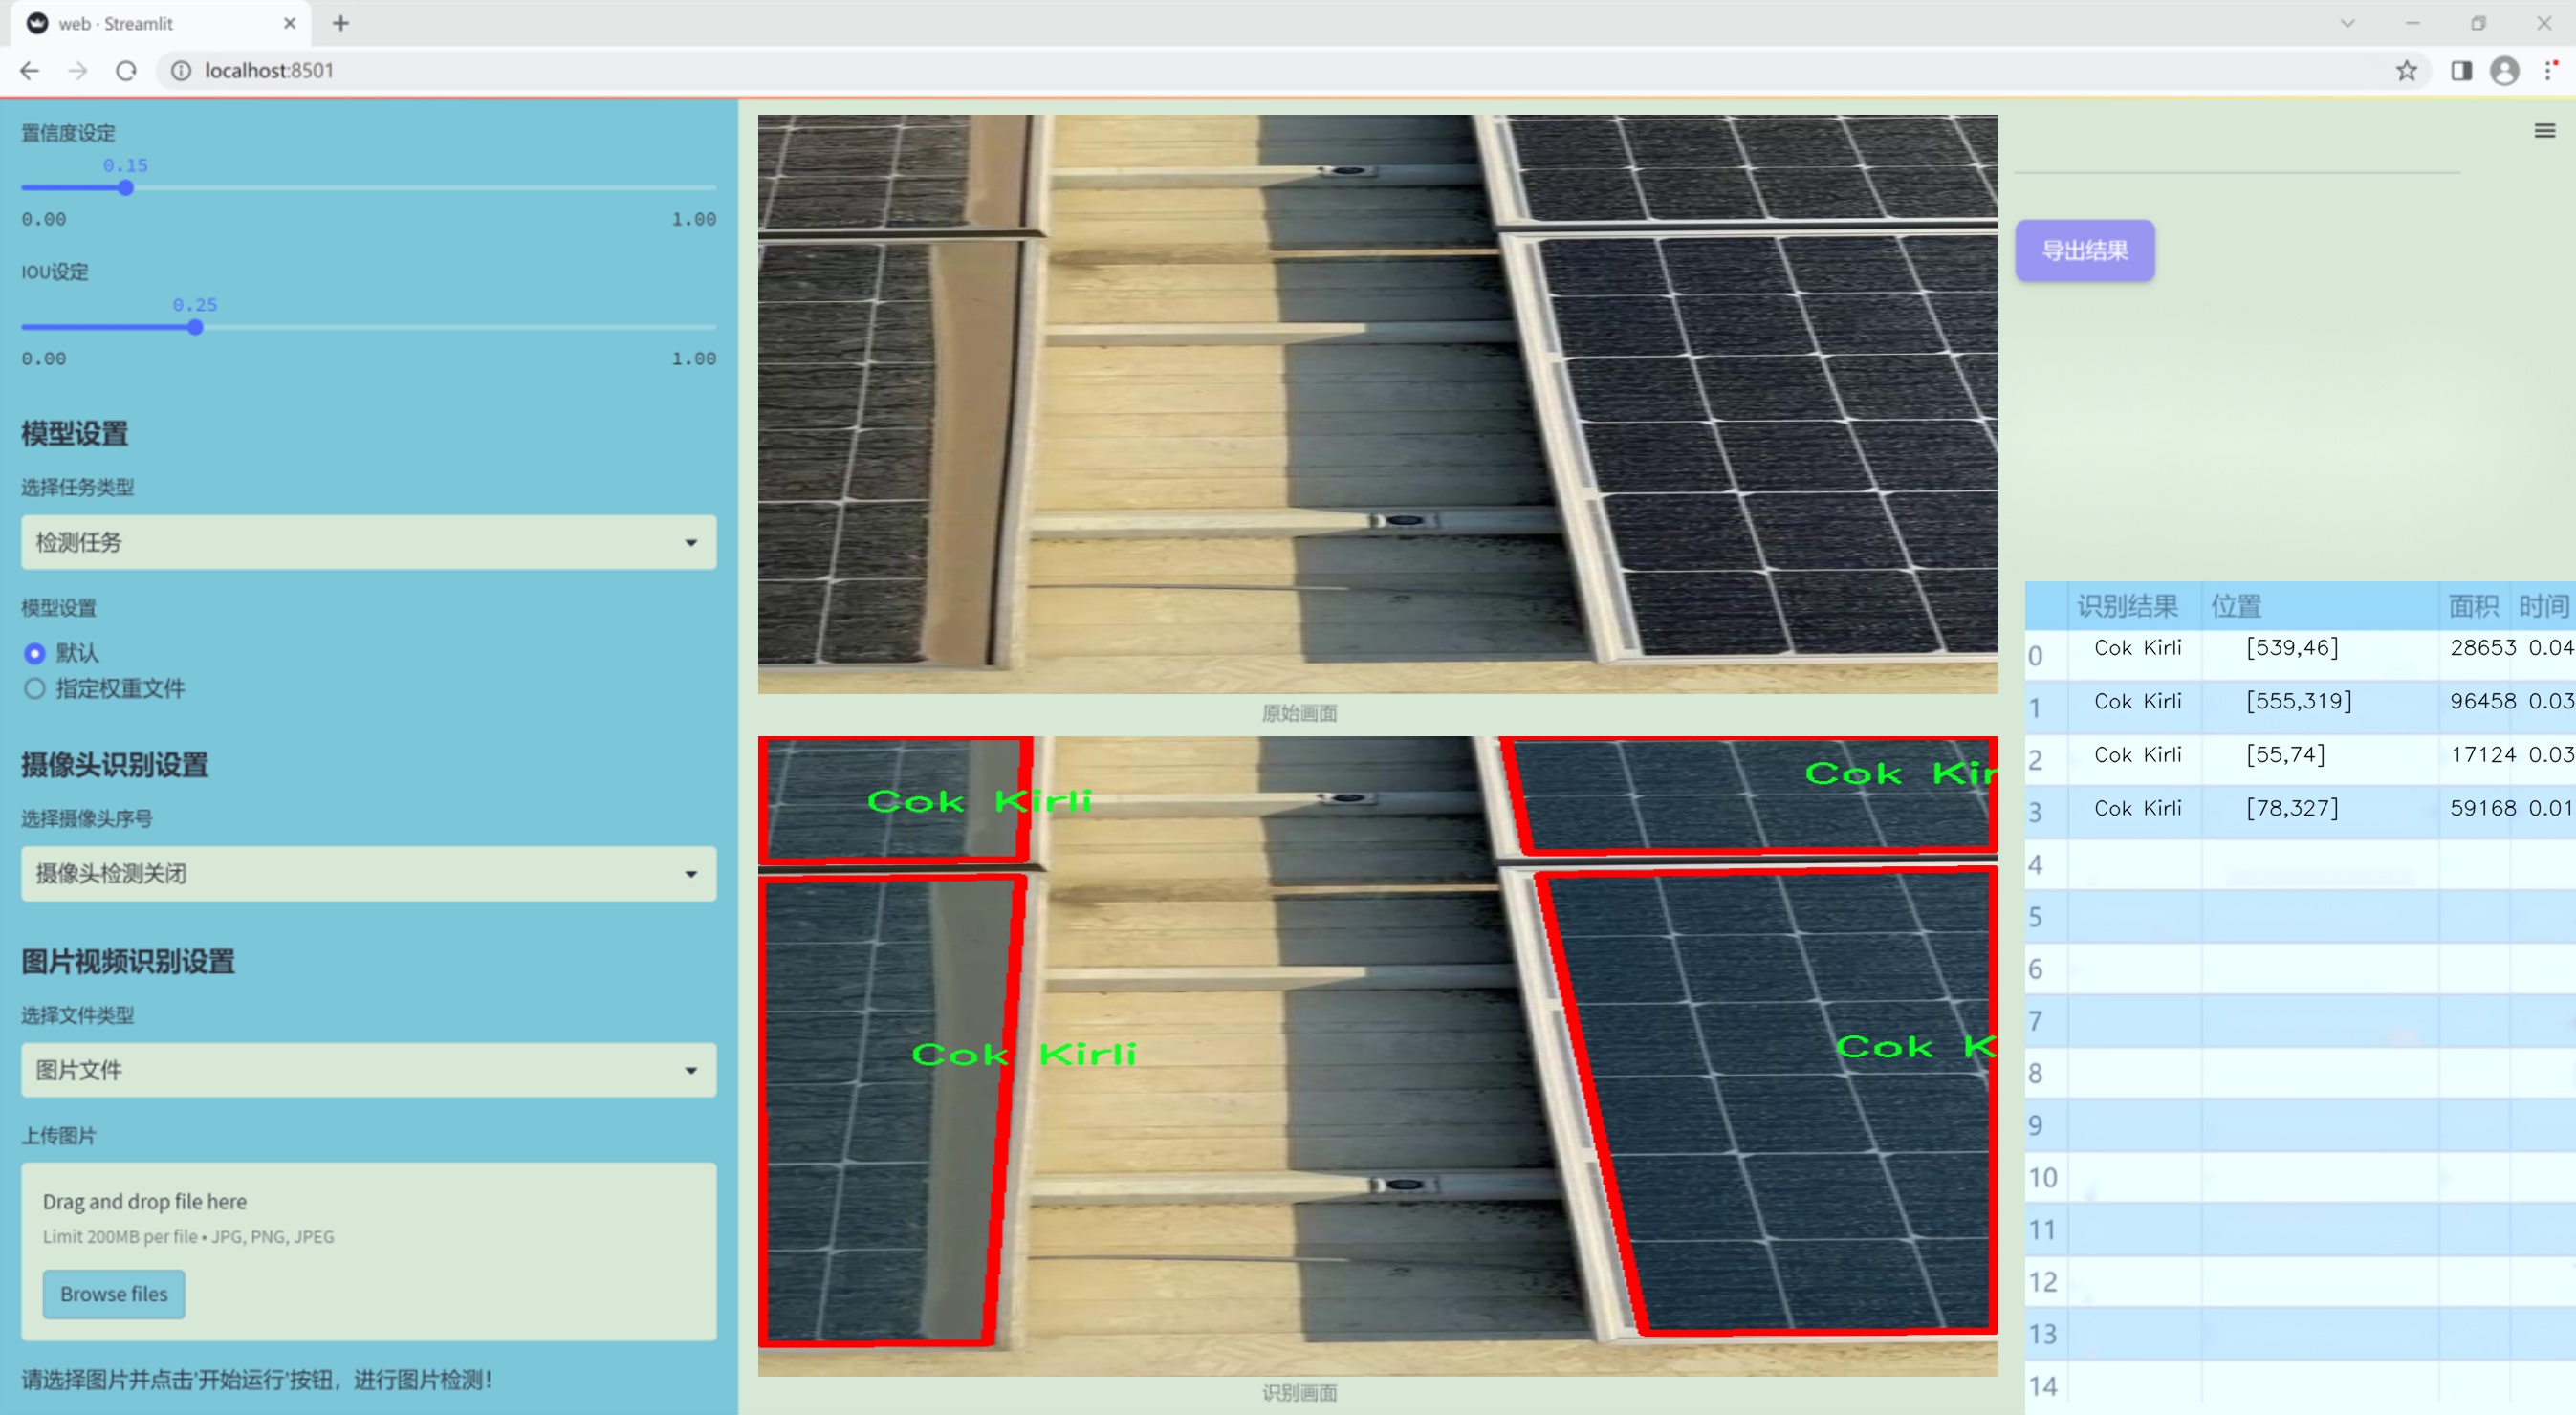 web · Streamlit
localhost:8501
置信度设定
0.15
0.00 1.00
IOU设定
0.25
0.00 1.00
模型设置
选择任务类型
检测任务
模型设置
默认
指定权重文件
摄像头识别设置
选择摄像头序号
摄像头检测关闭
图片视频识别设置
选择文件类型
图片文件
上传图片
Drag and drop file here
Limit 200MB per file • JPG, PNG, JPEG
Browse files
请选择图片并点击'开始运行'按钮，进行图片检测！
原始画面
Cok Kirli
Cok Kir
Cok Kirli
Cok K
识别画面
导出结果
识别结果 位置 面积 时间
0 Cok Kirli [539,46] 28653 0.04
1 Cok Kirli [555,319] 96458 0.03
2 Cok Kirli [55,74] 17124 0.03
3 Cok Kirli [78,327] 59168 0.01
4
5
6
7
8
9
10
11
12
13
14